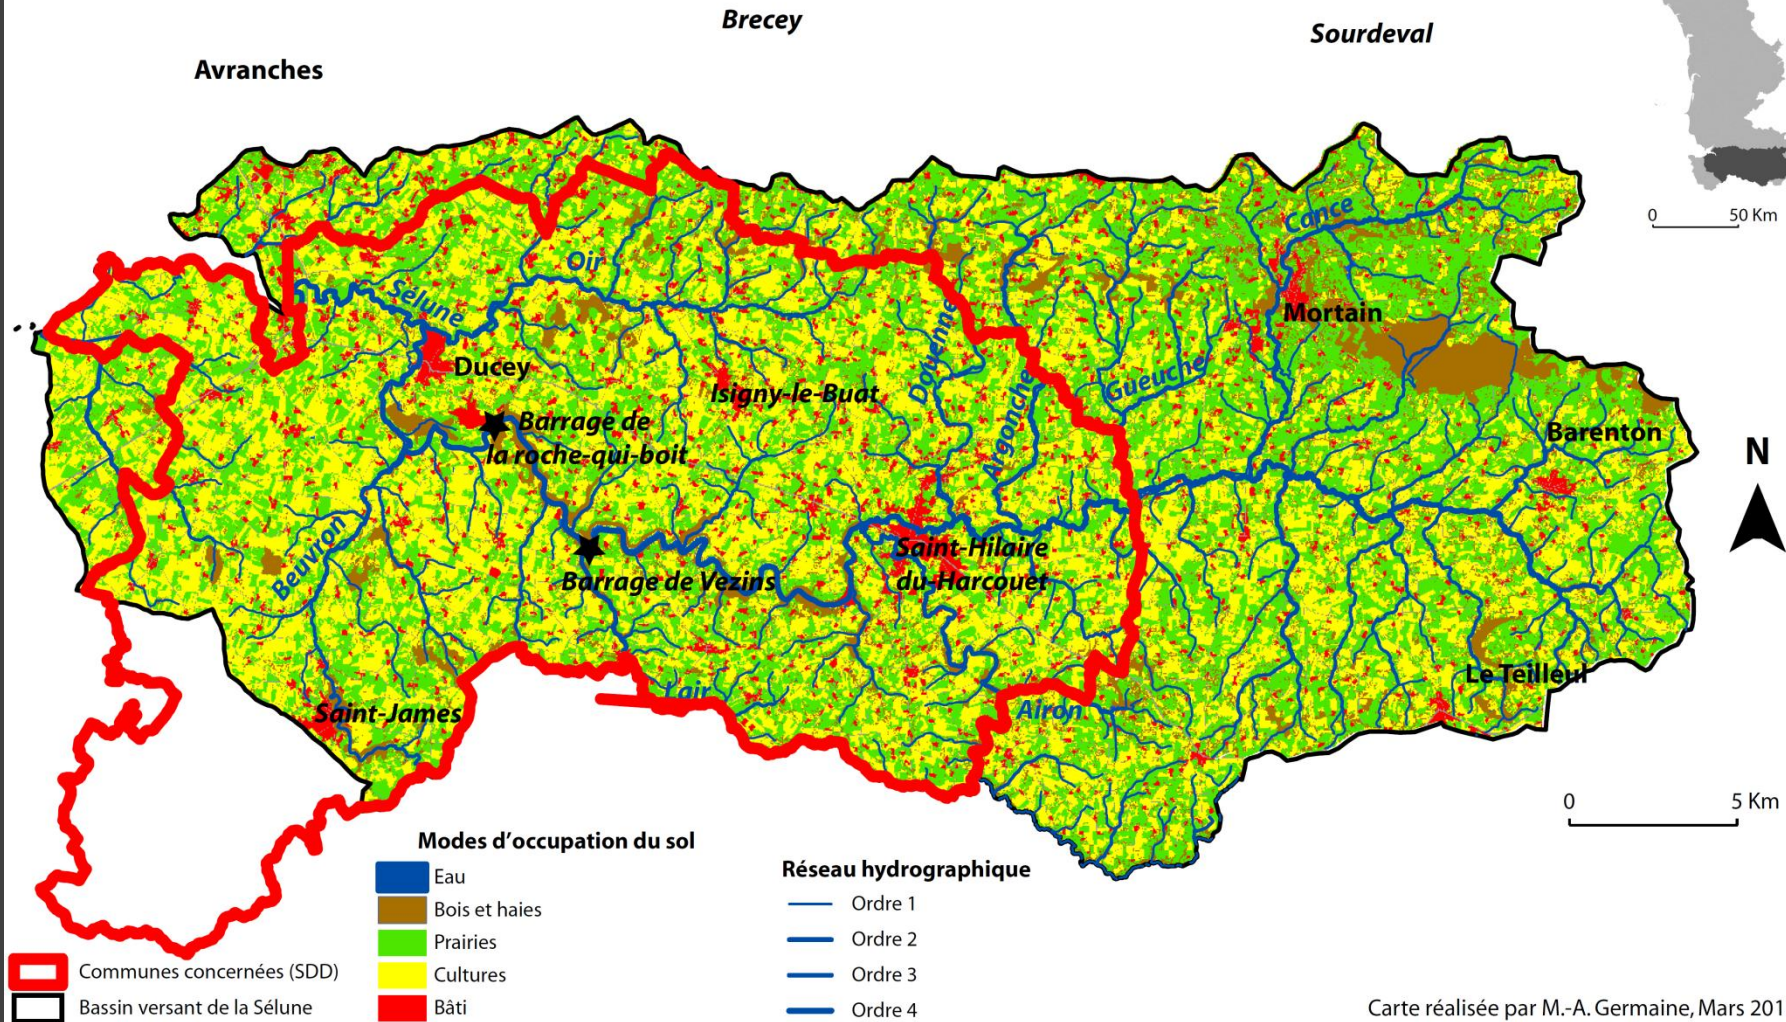 Brecey
Sourdeval
Avranches
0 50 Km
Cance
Oir
Sélune
Mortain
Douenne
Ducey
Isigny-le-Buat
Gueuche
Argonche
Barrage de
la roche-qui-boit
Barenton
N
Beuvron
Saint-Hilaire
du-Harcouet
Barrage de Vezins
Le Teilleul
Lair
Saint-James
Airon
0 5 Km
Modes d'occupation du sol
Eau
Bois et haies
Prairies
Cultures
Bâti
Réseau hydrographique
Ordre 1
Ordre 2
Ordre 3
Ordre 4
Communes concernées (SDD)
Bassin versant de la Sélune
Carte réalisée par M.-A. Germaine, Mars 201